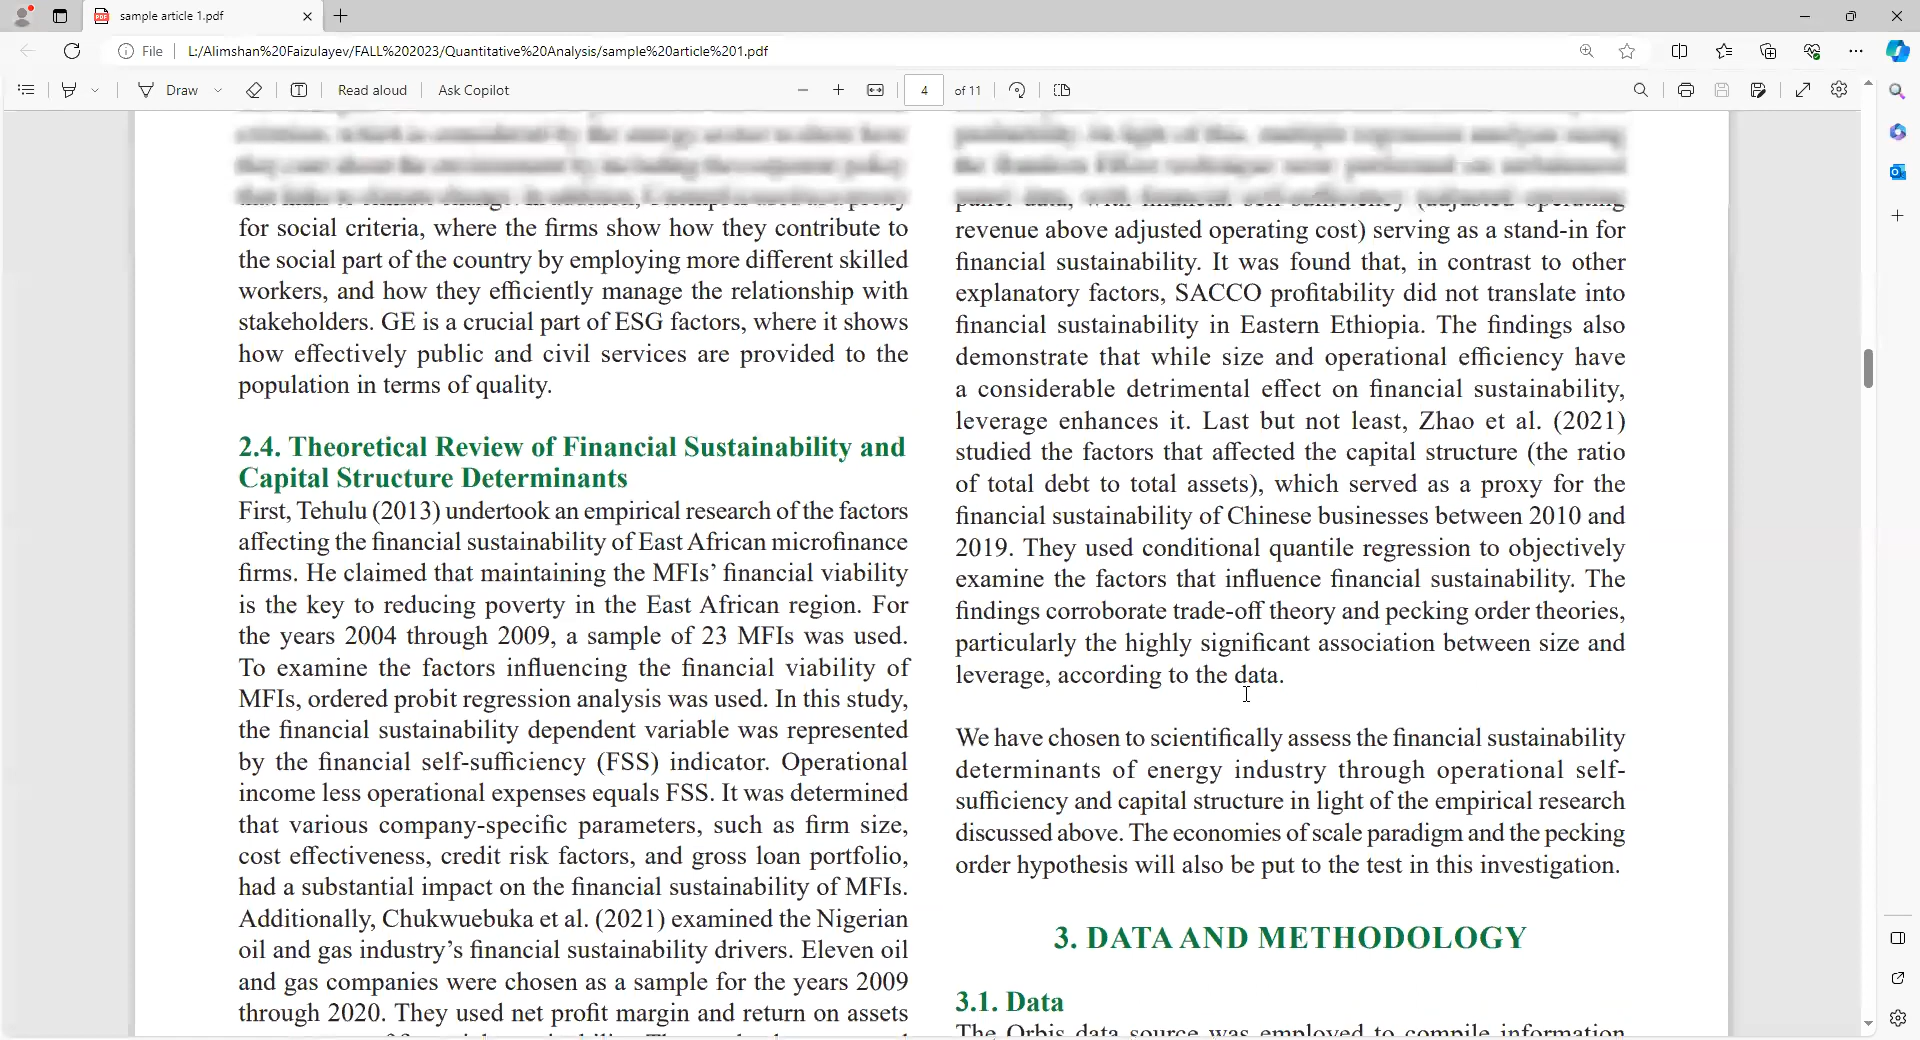 sample article 1.pdf
File
L:/Alimshan%20Faizulayev/FALL%202023/Quantitative%20Analysis/sample%20article%201.pdf
Draw
Read aloud
Ask Copilot
4
of 11
for social criteria, where the firms show how they contribute to
the social part of the country by employing more different skilled
workers, and how they efficiently manage the relationship with
stakeholders. GE is a crucial part of ESG factors, where it shows
how effectively public and civil services are provided to the
population in terms of quality.
2.4. Theoretical Review of Financial Sustainability and
Capital Structure Determinants
First, Tehulu (2013) undertook an empirical research of the factors
affecting the financial sustainability of East African microfinance
firms. He claimed that maintaining the MFIs’ financial viability
is the key to reducing poverty in the East African region. For
the years 2004 through 2009, a sample of 23 MFIs was used.
To examine the factors influencing the financial viability of
MFIs, ordered probit regression analysis was used. In this study,
the financial sustainability dependent variable was represented
by the financial self-sufficiency (FSS) indicator. Operational
income less operational expenses equals FSS. It was determined
that various company-specific parameters, such as firm size,
cost effectiveness, credit risk factors, and gross loan portfolio,
had a substantial impact on the financial sustainability of MFIs.
Additionally, Chukwuebuka et al. (2021) examined the Nigerian
oil and gas industry’s financial sustainability drivers. Eleven oil
and gas companies were chosen as a sample for the years 2009
through 2020. They used net profit margin and return on assets
panel data, with financial self-sufficiency (adjusted operating
revenue above adjusted operating cost) serving as a stand-in for
financial sustainability. It was found that, in contrast to other
explanatory factors, SACCO profitability did not translate into
financial sustainability in Eastern Ethiopia. The findings also
demonstrate that while size and operational efficiency have
a considerable detrimental effect on financial sustainability,
leverage enhances it. Last but not least, Zhao et al. (2021)
studied the factors that affected the capital structure (the ratio
of total debt to total assets), which served as a proxy for the
financial sustainability of Chinese businesses between 2010 and
2019. They used conditional quantile regression to objectively
examine the factors that influence financial sustainability. The
findings corroborate trade-off theory and pecking order theories,
particularly the highly significant association between size and
leverage, according to the data.
We have chosen to scientifically assess the financial sustainability
determinants of energy industry through operational self-
sufficiency and capital structure in light of the empirical research
discussed above. The economies of scale paradigm and the pecking
order hypothesis will also be put to the test in this investigation.
3. DATA AND METHODOLOGY
3.1. Data
The Orbis data source was employed to compile information